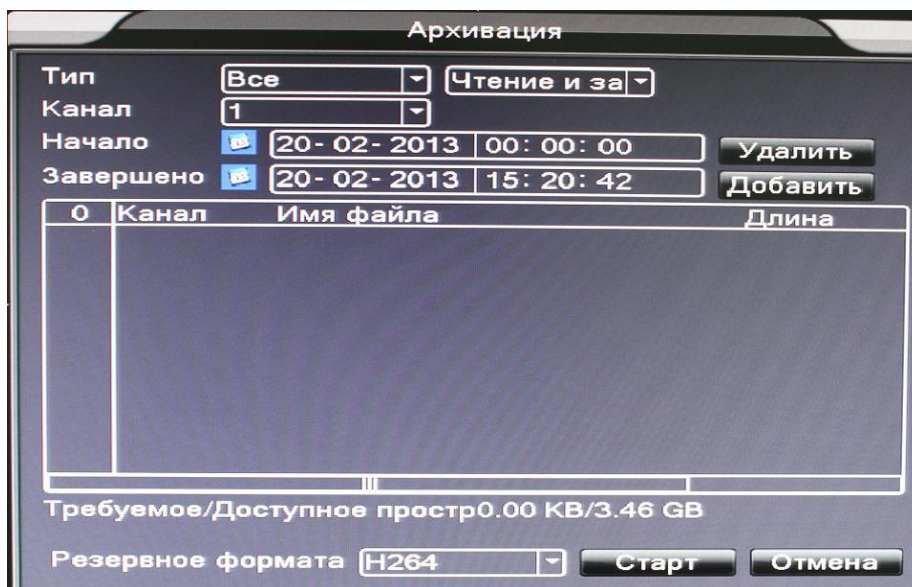 Архивация
Тип Все Чтение и за
Канал 1
Начало 20-02-2013 00:00:00 Удалить
Завершено 20-02-2013 15:20:42 Добавить
0 Канал Имя файла Длина
Требуемое/Доступное простр0.00 KB/3.46 GB
Резервное формата H264 Старт Отмена